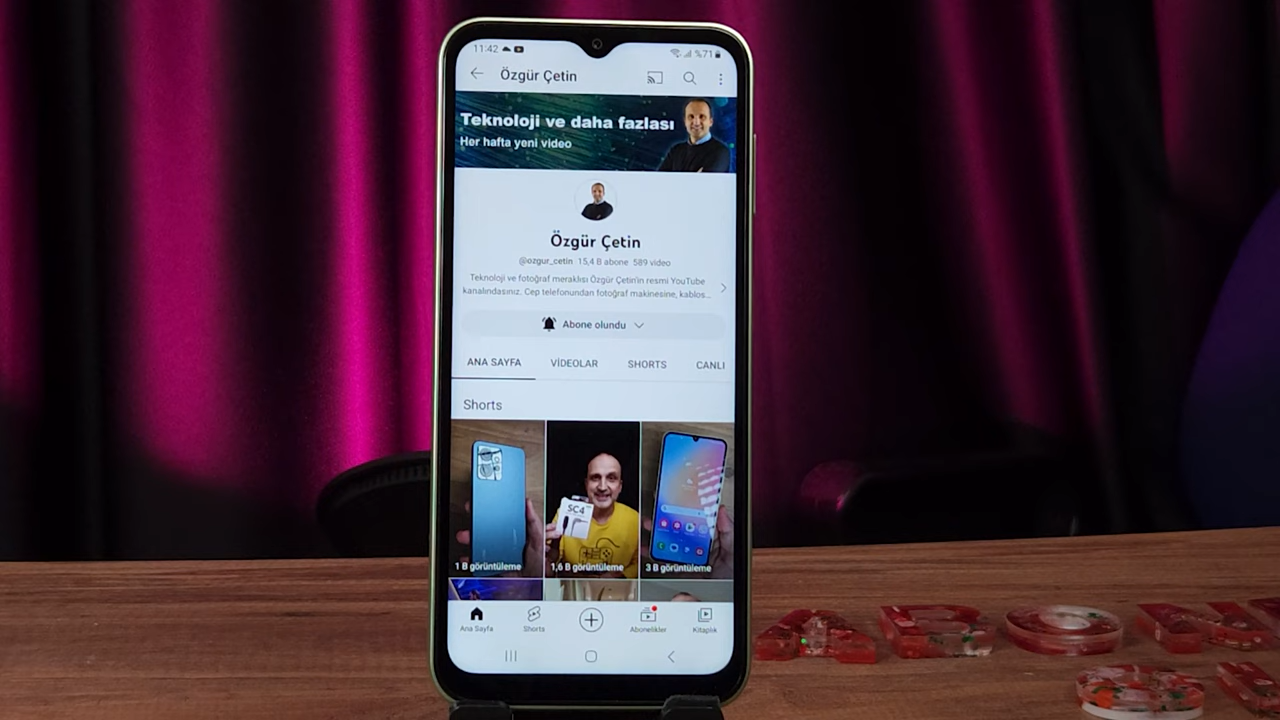 11:42
%71
Özgür Çetin
Teknoloji ve daha fazlası
Her hafta yeni video
Özgür Çetin
@ozgur_cetin 15,4 B abone 589 video
Teknoloji ve fotoğraf meraklısı Özgür Çetin'in resmi YouTube
kanalındasınız. Cep telefonundan fotoğraf makinesine, kablos...
Abone olundu
ANA SAYFA VİDEOLAR SHORTS CANLI
Shorts
SC4
1 B görüntüleme 1,6 B görüntüleme 3 B görüntüleme
Ana Sayfa Shorts Abonelikler Kitaplık